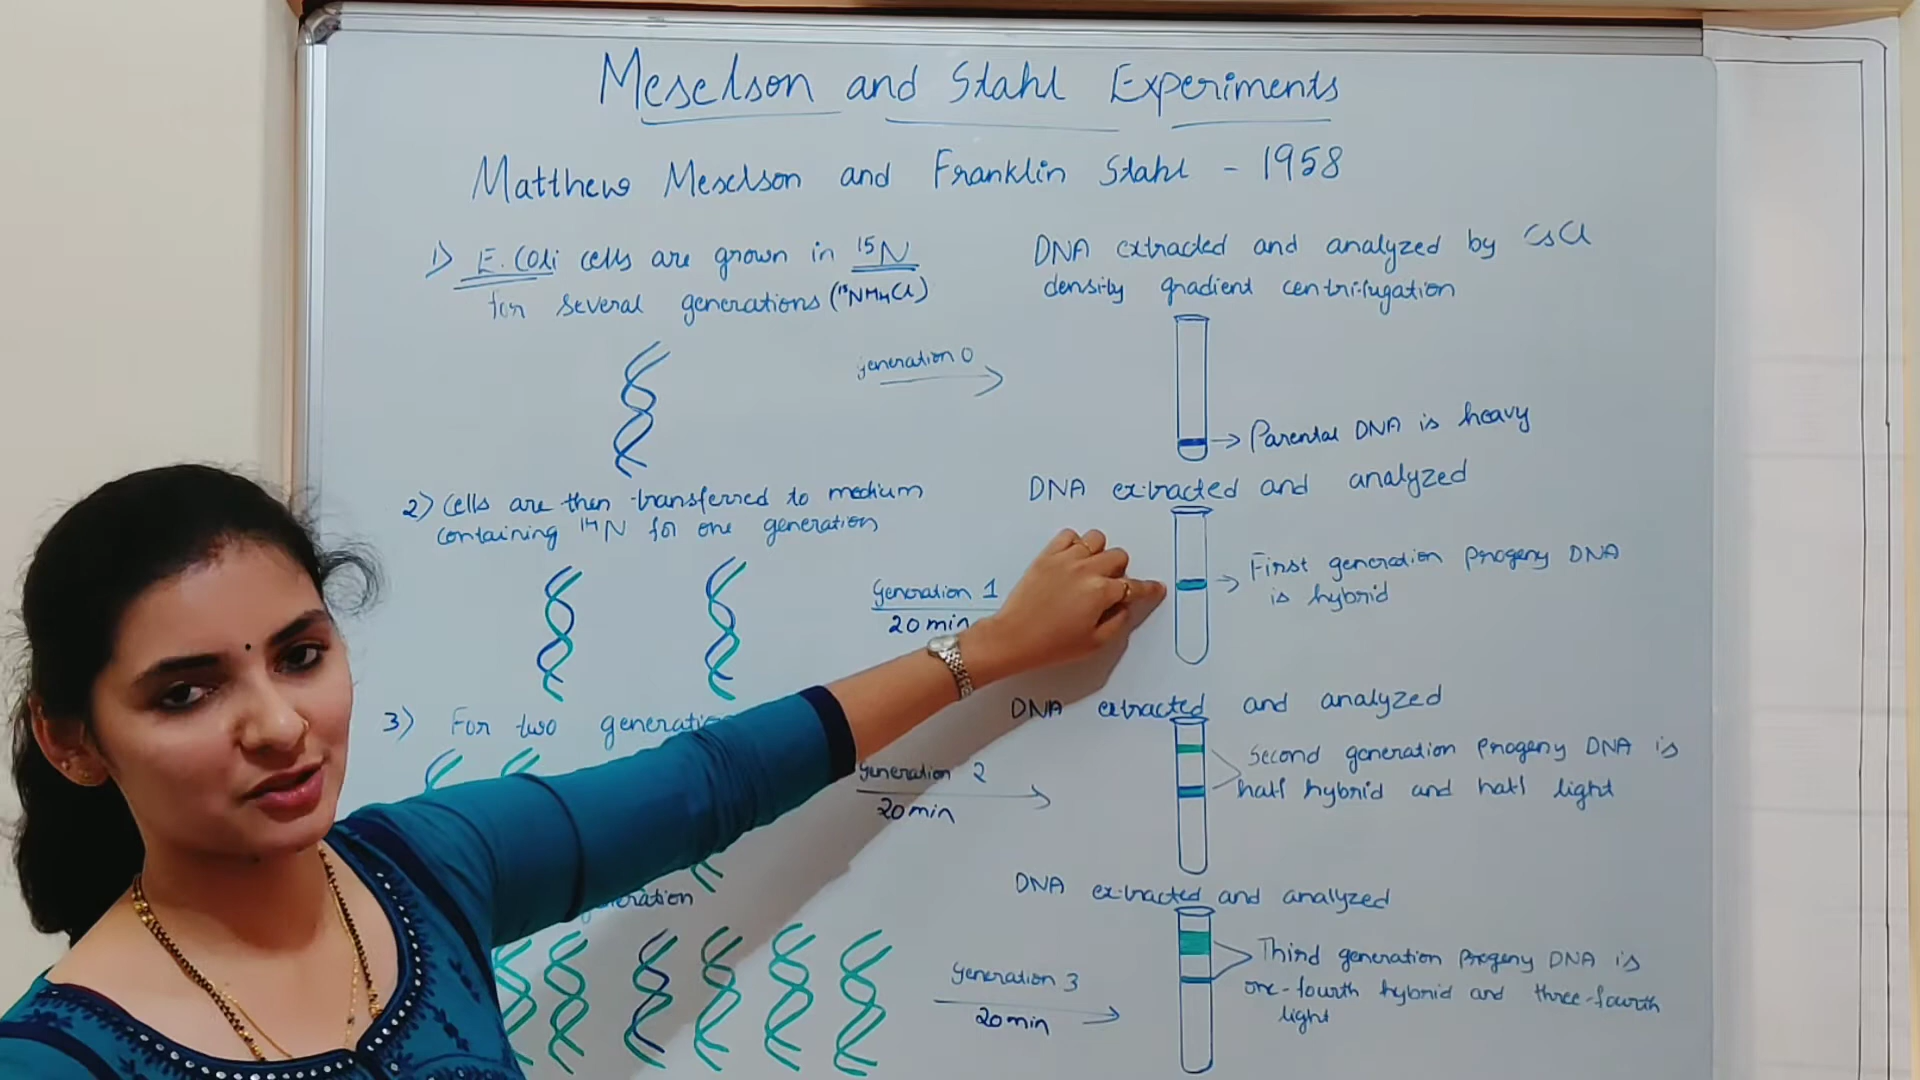 Meselson and Stahl Experiments
Matthew Meselson and Franklin Stahl - 1958
1) E.Coli cells are grown in ¹⁵N
for several generations (¹⁵NH₄Cl)
DNA extracted and analyzed by CsCl
density gradient centrifugation
generation 0
→ Parental DNA is heavy
2) Cells are then transferred to medium
containing ¹⁴N for one generation
DNA extracted and analyzed
Generation 1
20 min
→ First generation progeny DNA
is hybrid
3) For two
DNA extracted and analyzed
Generation 2
20 min
Second generation progeny DNA is
half hybrid and half light
DNA extracted and analyzed
Generation 3
20 min
Third generation progeny DNA is
one-fourth hybrid and three-fourth
light